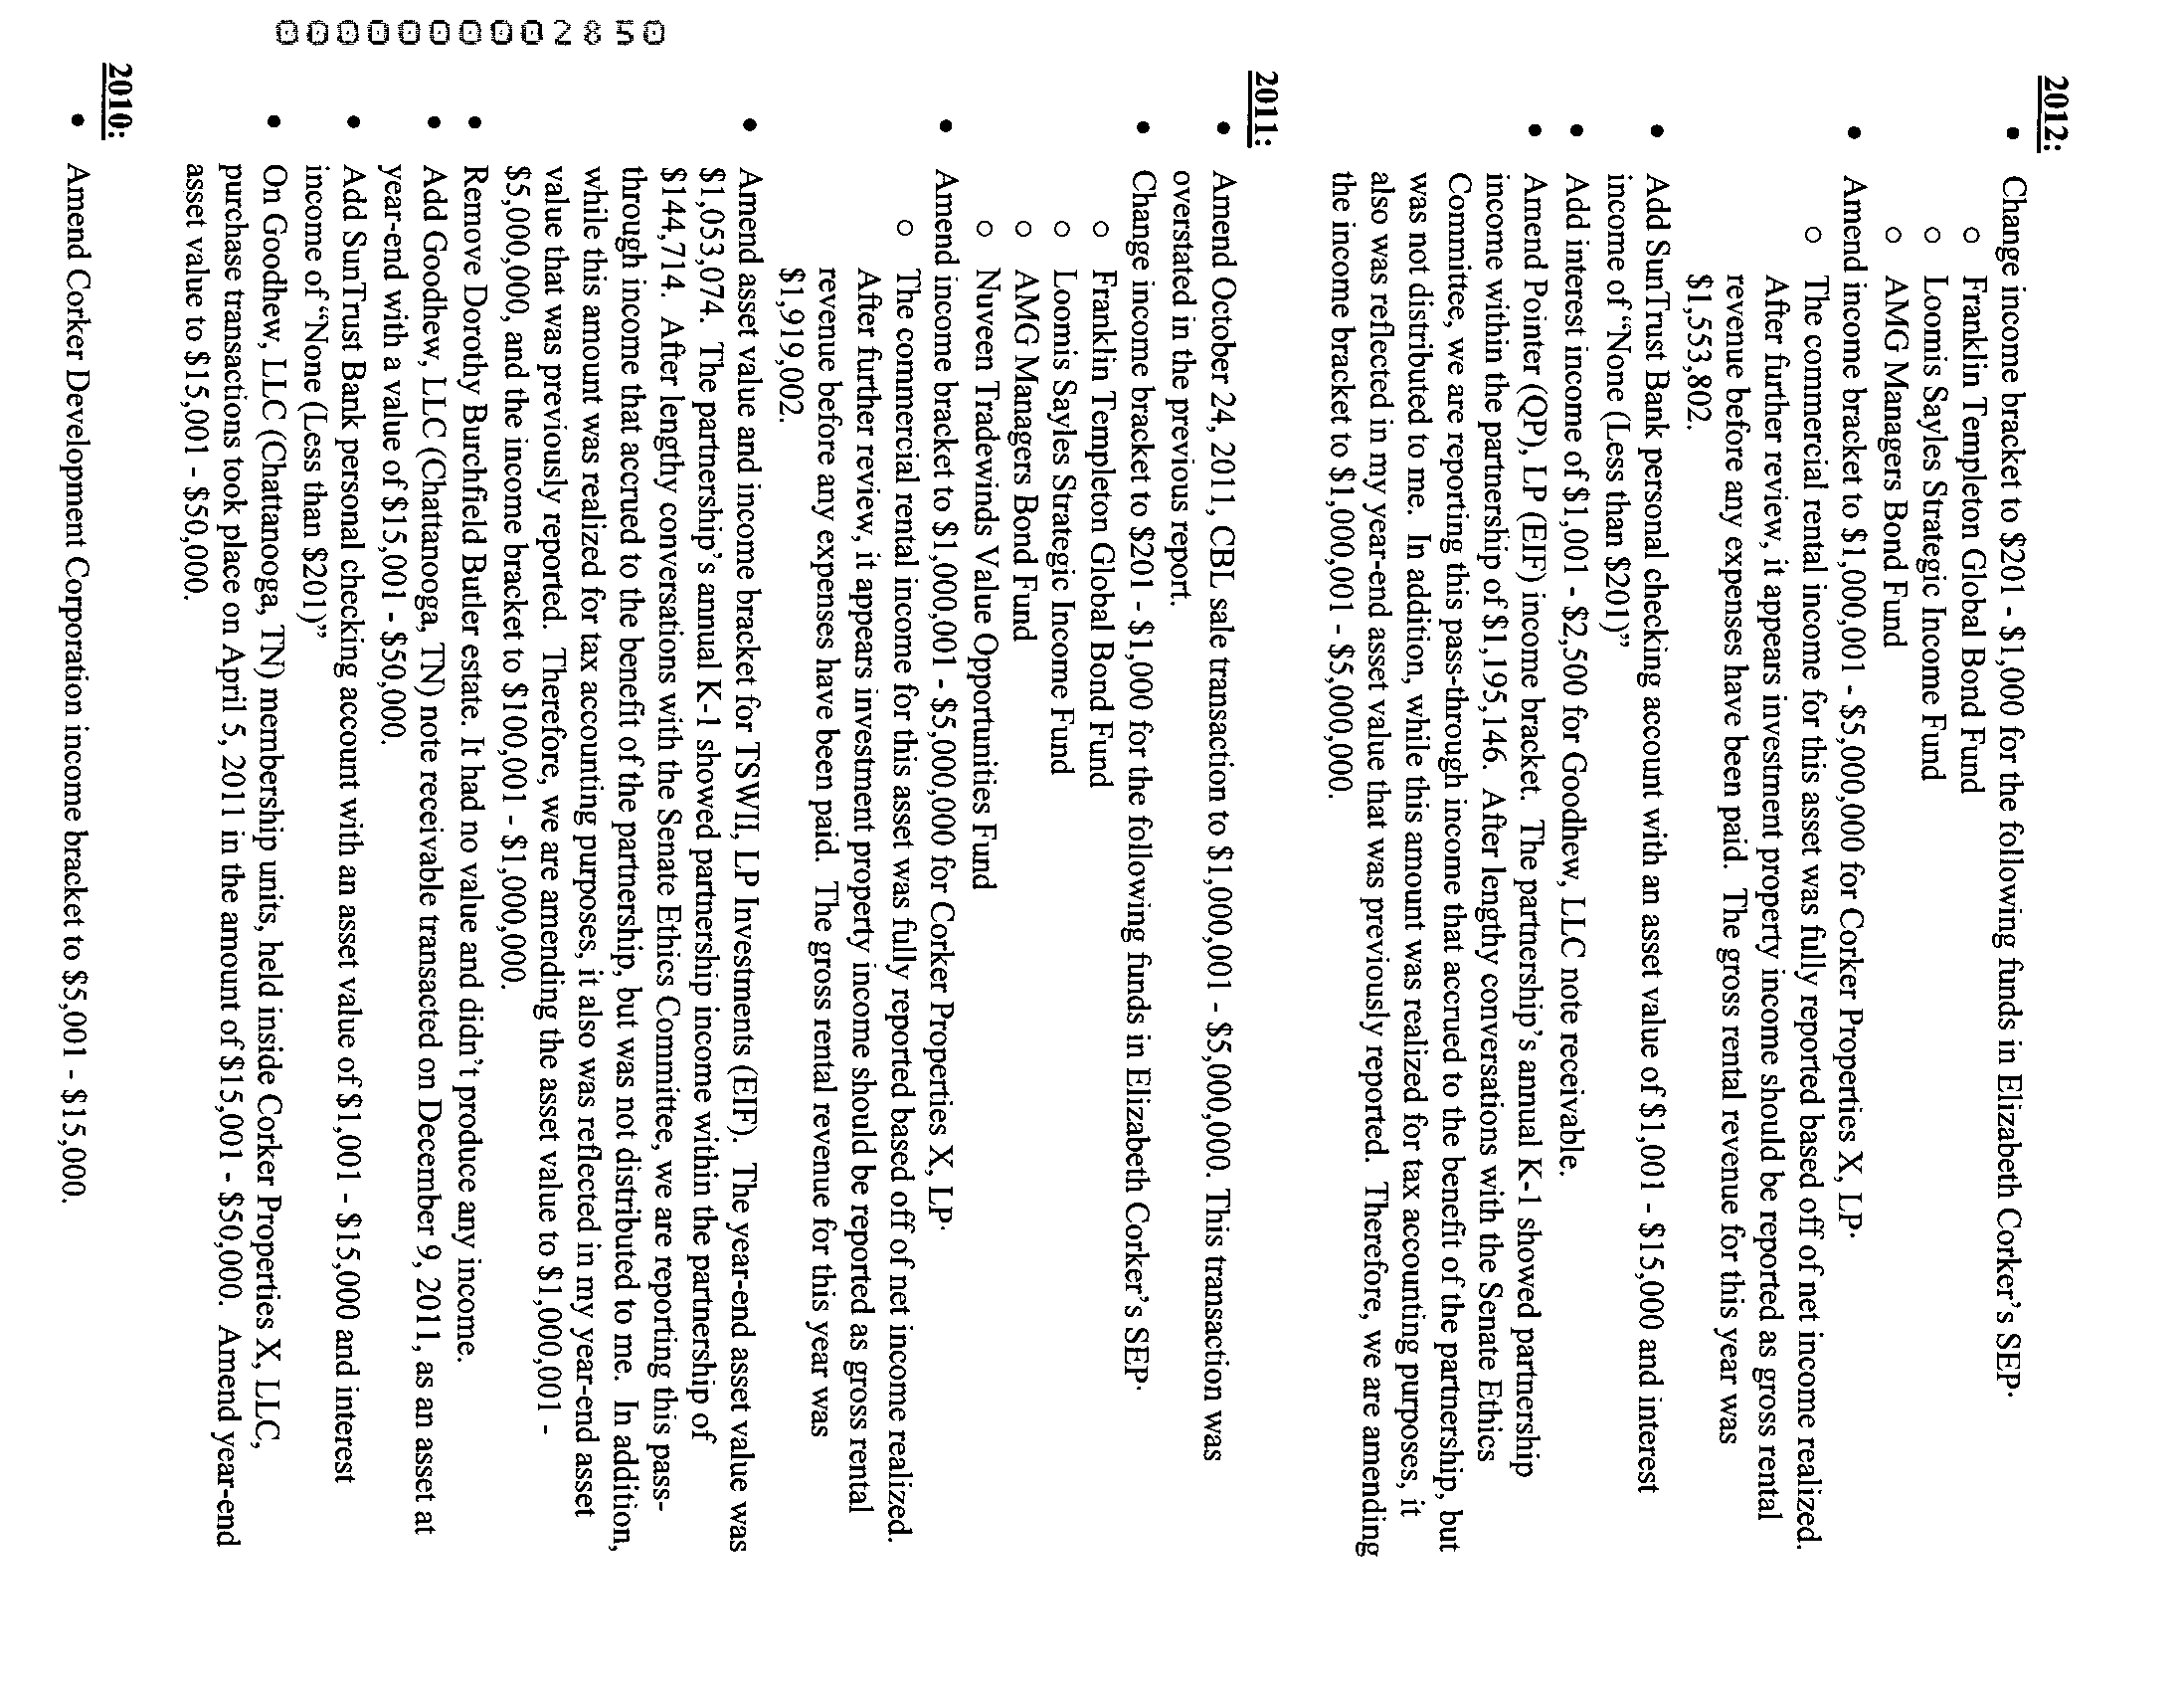 2012:
• Change income bracket to $201 - $1,000 for the following funds in Elizabeth Corker's SEP.
o Franklin Templeton Global Bond Fund
o Loomis Sayles Strategic Income Fund
o AMG Managers Bond Fund
• Amend income bracket to $1,000,001 - $5,000,000 for Corker Properties X, LP.
o The commercial rental income for this asset was fully reported based off of net income realized.
After further review, it appears investment property income should be reported as gross rental
revenue before any expenses have been paid. The gross rental revenue for this year was
$1,553,802.
• Add SunTrust Bank personal checking account with an asset value of $1,001 - $15,000 and interest
income of "None (Less than $201)"
• Add interest income of $1,001 - $2,500 for Goodhew, LLC note receivable.
• Amend Pointer (QP), LP (EIF) income bracket. The partnership's annual K-1 showed partnership
income within the partnership of $1,195,146. After lengthy conversations with the Senate Ethics
Committee, we are reporting this pass-through income that accrued to the benefit of the partnership, but
was not distributed to me. In addition, while this amount was realized for tax accounting purposes, it
also was reflected in my year-end asset value that was previously reported. Therefore, we are amending
the income bracket to $1,000,001 - $5,000,000.
2011:
• Amend October 24, 2011, CBL sale transaction to $1,000,001 - $5,000,000. This transaction was
overstated in the previous report.
• Change income bracket to $201 - $1,000 for the following funds in Elizabeth Corker's SEP.
o Franklin Templeton Global Bond Fund
o Loomis Sayles Strategic Income Fund
o AMG Managers Bond Fund
o Nuveen Tradewinds Value Opportunities Fund
• Amend income bracket to $1,000,001 - $5,000,000 for Corker Properties X, LP.
o The commercial rental income for this asset was fully reported based off of net income realized.
After further review, it appears investment property income should be reported as gross rental
revenue before any expenses have been paid. The gross rental revenue for this year was
$1,919,002.
• Amend asset value and income bracket for TSWII, LP Investments (EIF). The year-end asset value was
$1,053,074. The partnership's annual K-1 showed partnership income within the partnership of
$144,714. After lengthy conversations with the Senate Ethics Committee, we are reporting this pass-
through income that accrued to the benefit of the partnership, but was not distributed to me. In addition,
while this amount was realized for tax accounting purposes, it also was reflected in my year-end asset
value that was previously reported. Therefore, we are amending the asset value to $1,000,001 -
$5,000,000, and the income bracket to $100,001 - $1,000,000.
• Remove Dorothy Burchfield Butler estate. It had no value and didn't produce any income.
• Add Goodhew, LLC (Chattanooga, TN) note receivable transacted on December 9, 2011, as an asset at
year-end with a value of $15,001 - $50,000.
• Add SunTrust Bank personal checking account with an asset value of $1,001 - $15,000 and interest
income of "None (Less than $201)"
• On Goodhew, LLC (Chattanooga, TN) membership units, held inside Corker Properties X, LLC,
purchase transactions took place on April 5, 2011 in the amount of $15,001 - $50,000. Amend year-end
asset value to $15,001 - $50,000.
2010:
• Amend Corker Development Corporation income bracket to $5,001 - $15,000.
0000000002850